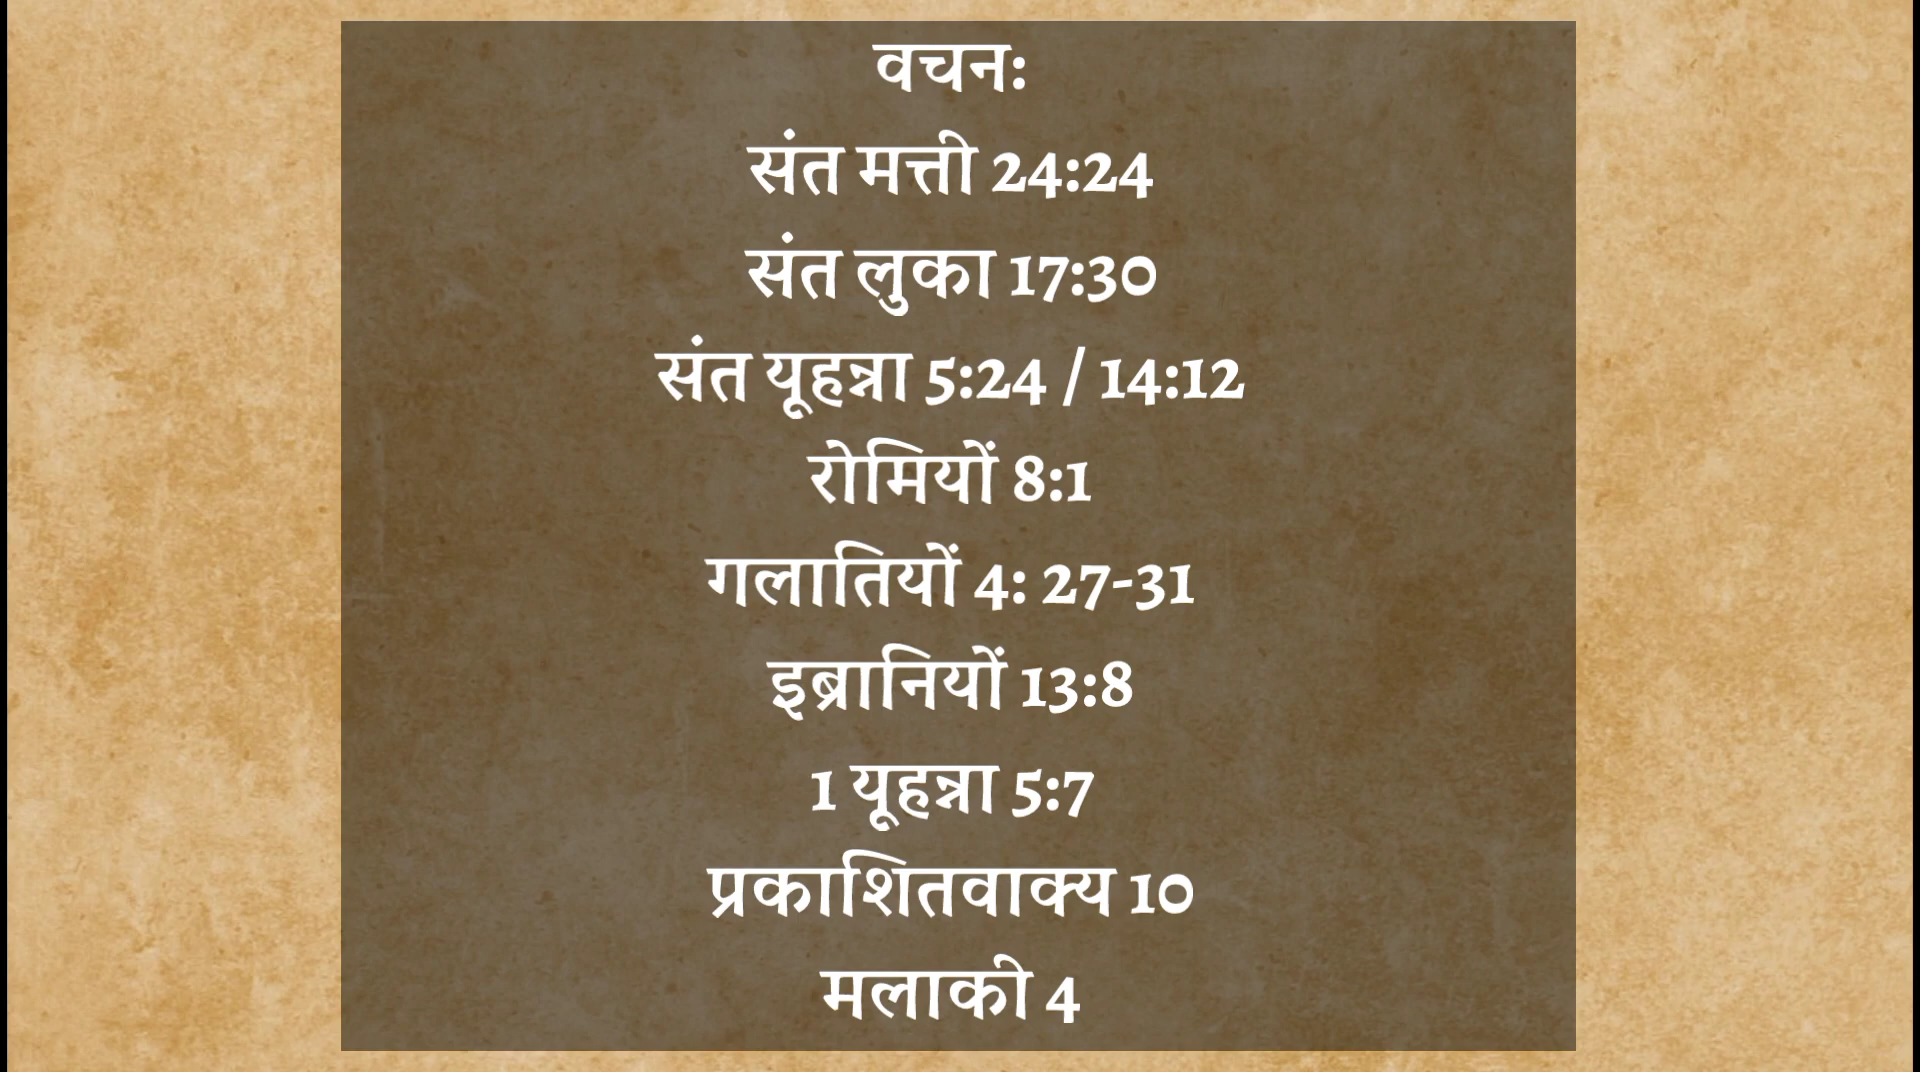 वचन:
संत मत्ती 24:24
संत लुका 17:30
संत यूहन्ना 5:24 / 14:12
रोमियों 8:1
गलातियों 4: 27-31
इब्रानियों 13:8
1 यूहन्ना 5:7
प्रकाशितवाक्य 10
मलाकी 4